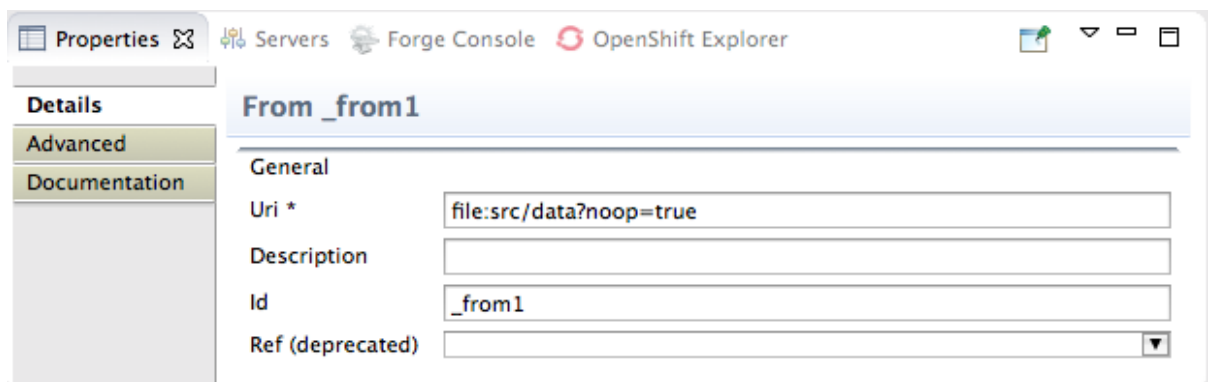 Properties Servers Forge Console OpenShift Explorer
Details
Advanced
Documentation
From _from1
General
Uri * file:src/data?noop=true
Description
Id _from1
Ref (deprecated)